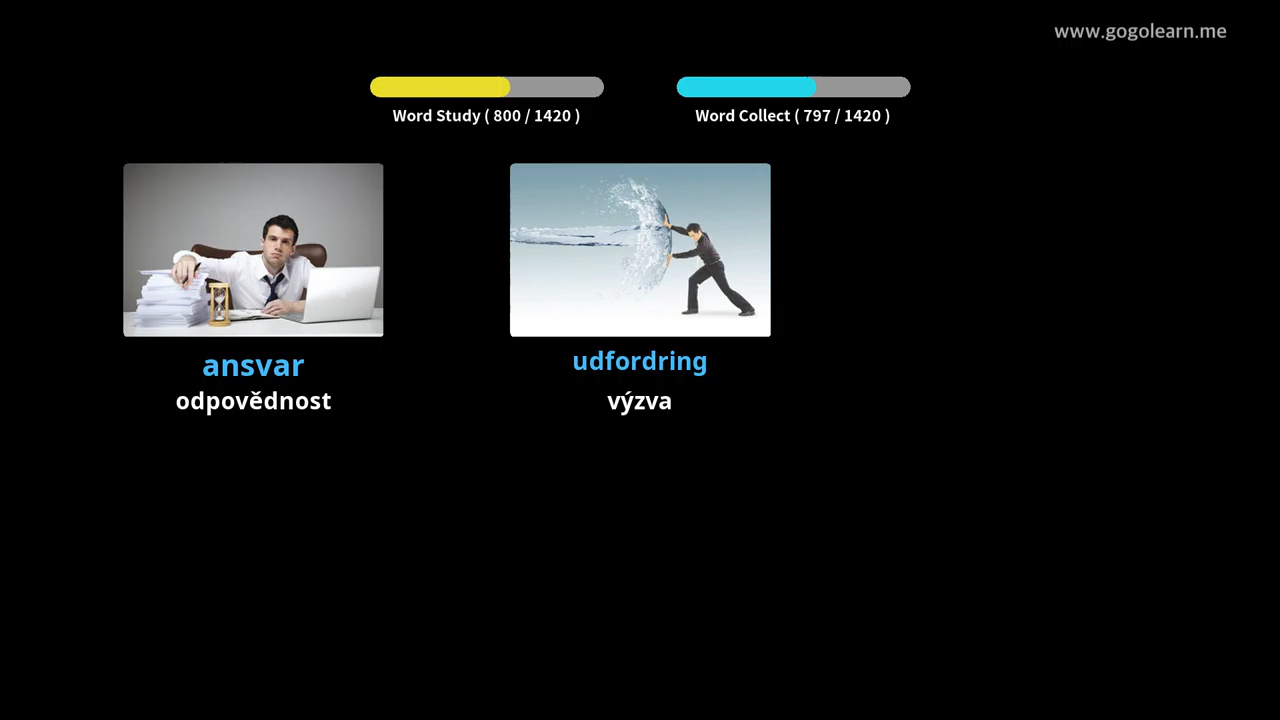 www.gogolearn.me
Word Study ( 800 / 1420 )
Word Collect ( 797 / 1420 )
ansvar
odpovědnost
udfordring
výzva